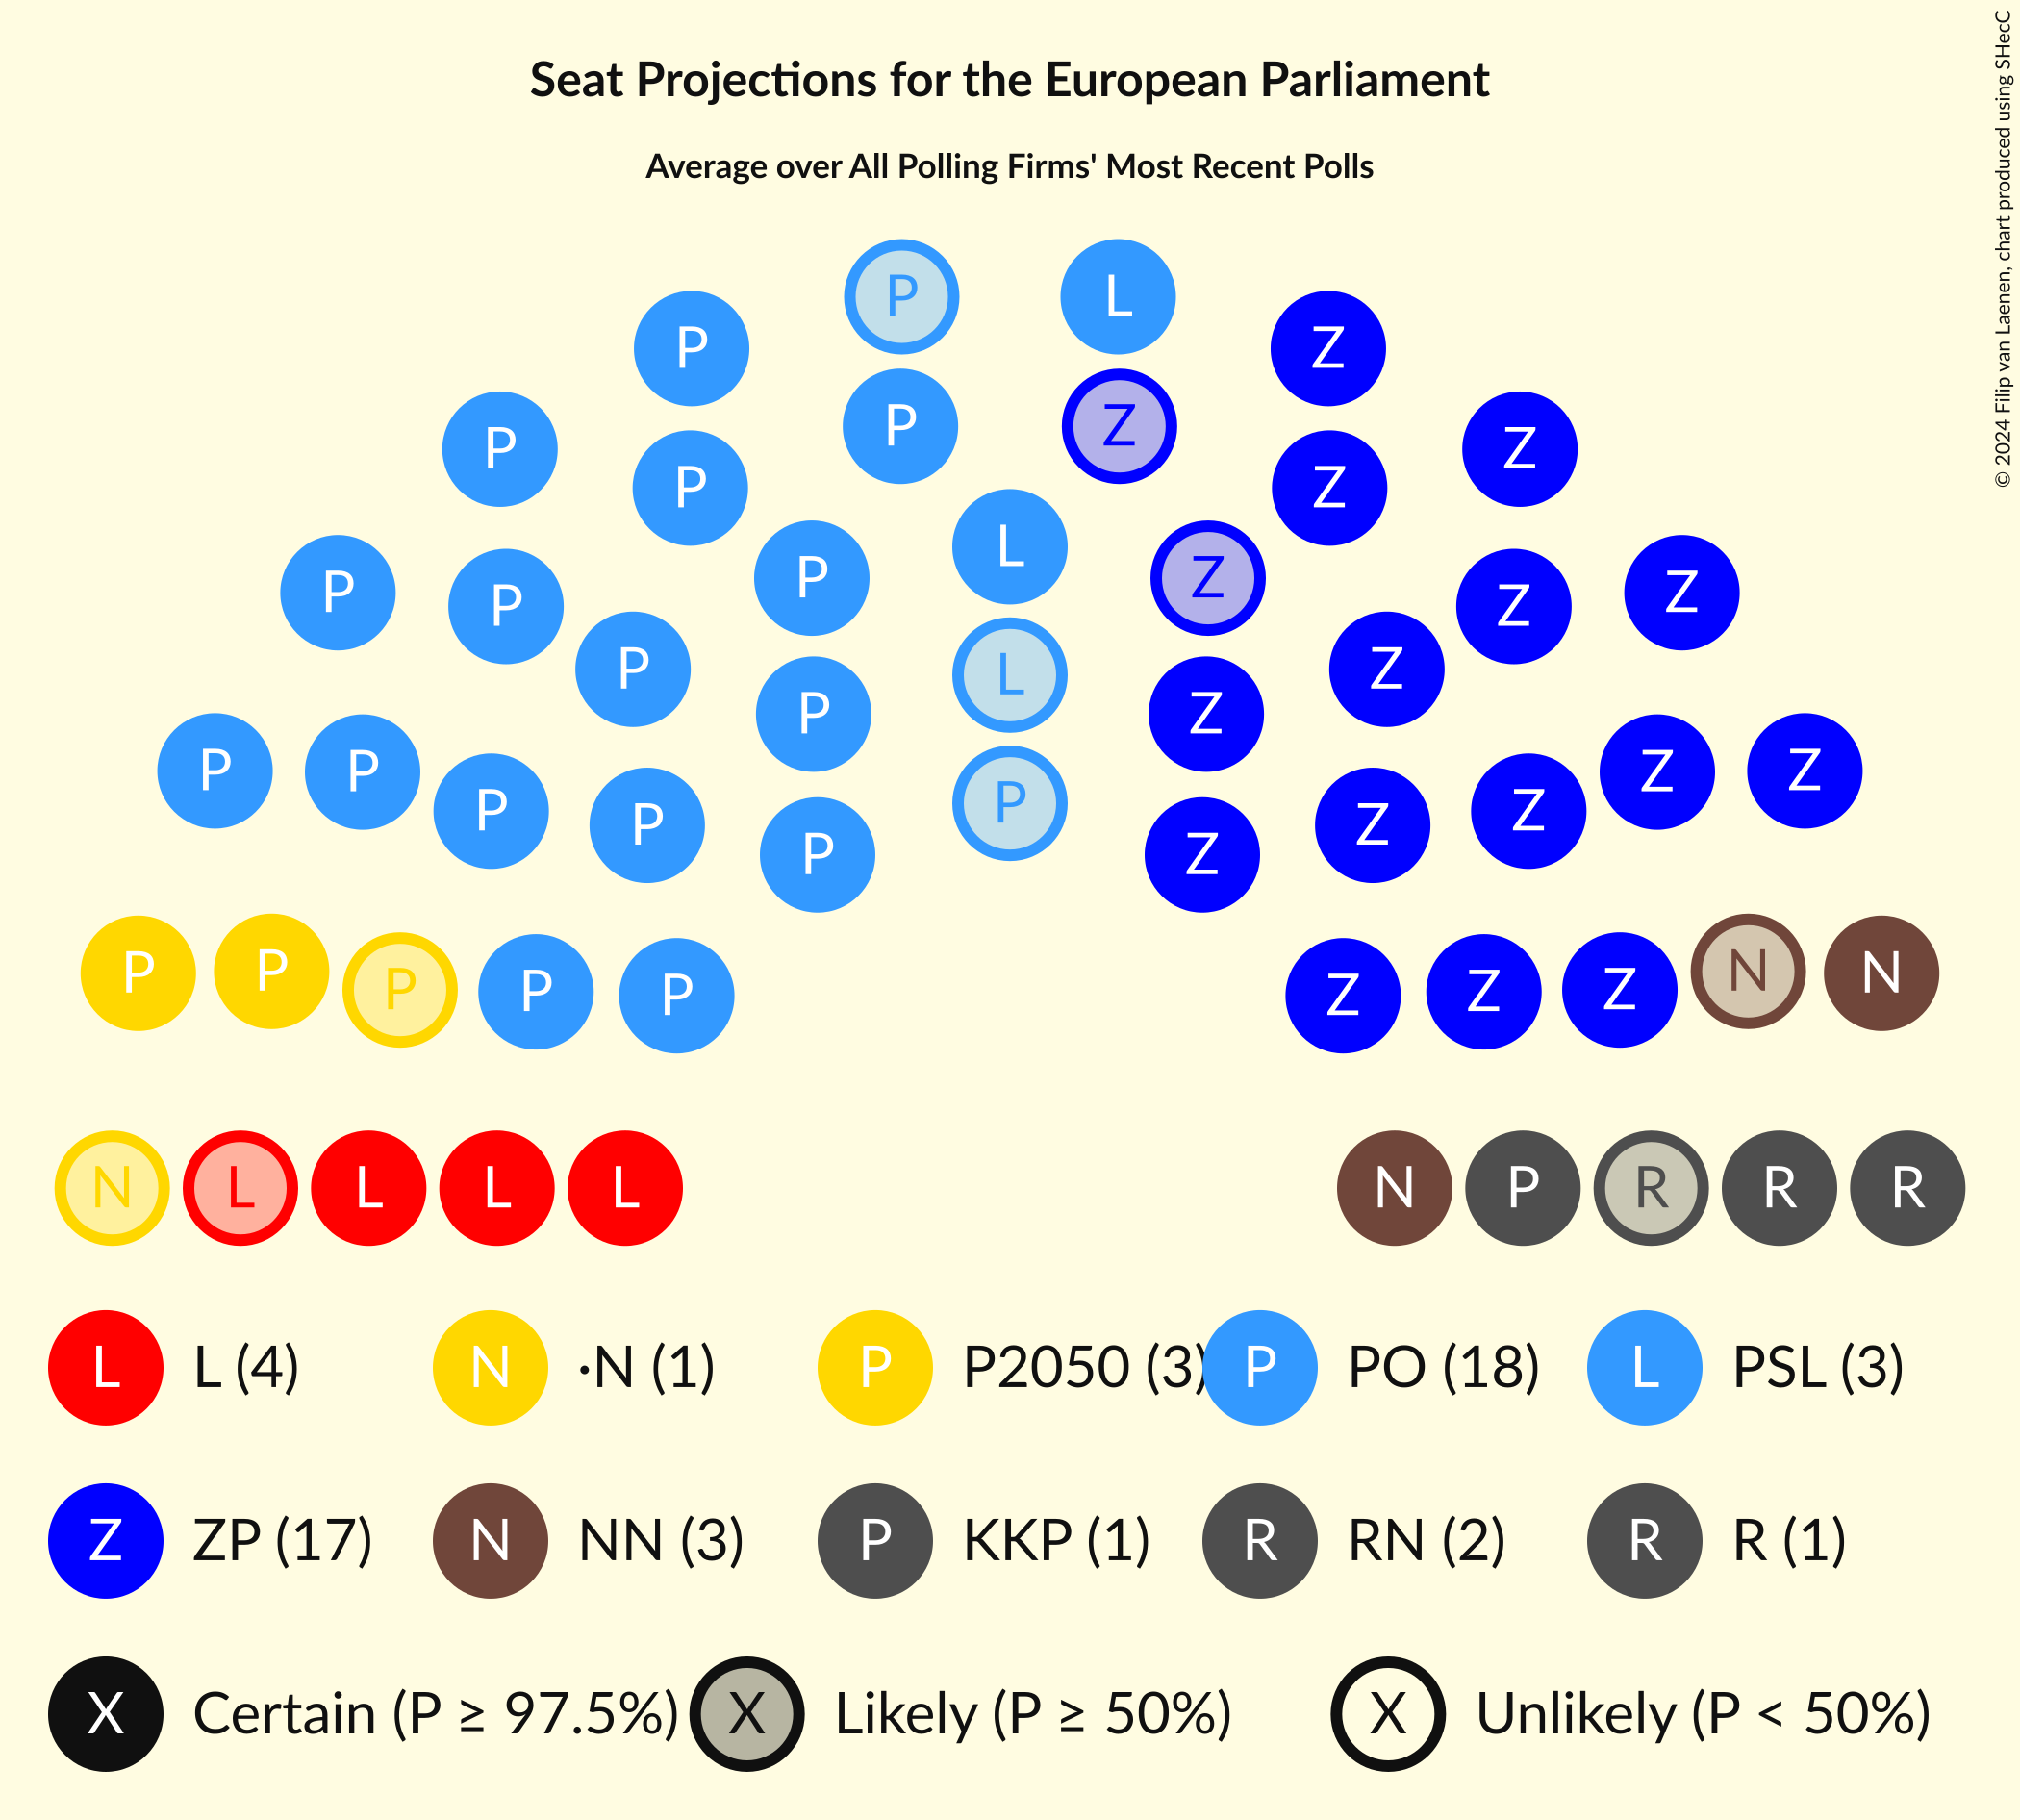 Seat Projections for the European Parliament
Average over All Polling Firms' Most Recent Polls
© 2024 Filip van Laenen, chart produced using SHecC
P L
P Z
P Z
P Z
P Z
L
P Z
P P Z Z
P Z
L
P Z
P P Z Z
P
P Z
P Z
P Z
P P P P P Z Z Z N N
N L L L L N P R R R
L L (4) N ·N (1) P P2050 (3) P PO (18) L PSL (3)
Z ZP (17) N NN (3) P KKP (1) R RN (2) R R (1)
X Certain (P ≥ 97.5%) X Likely (P ≥ 50%) X Unlikely (P < 50%)